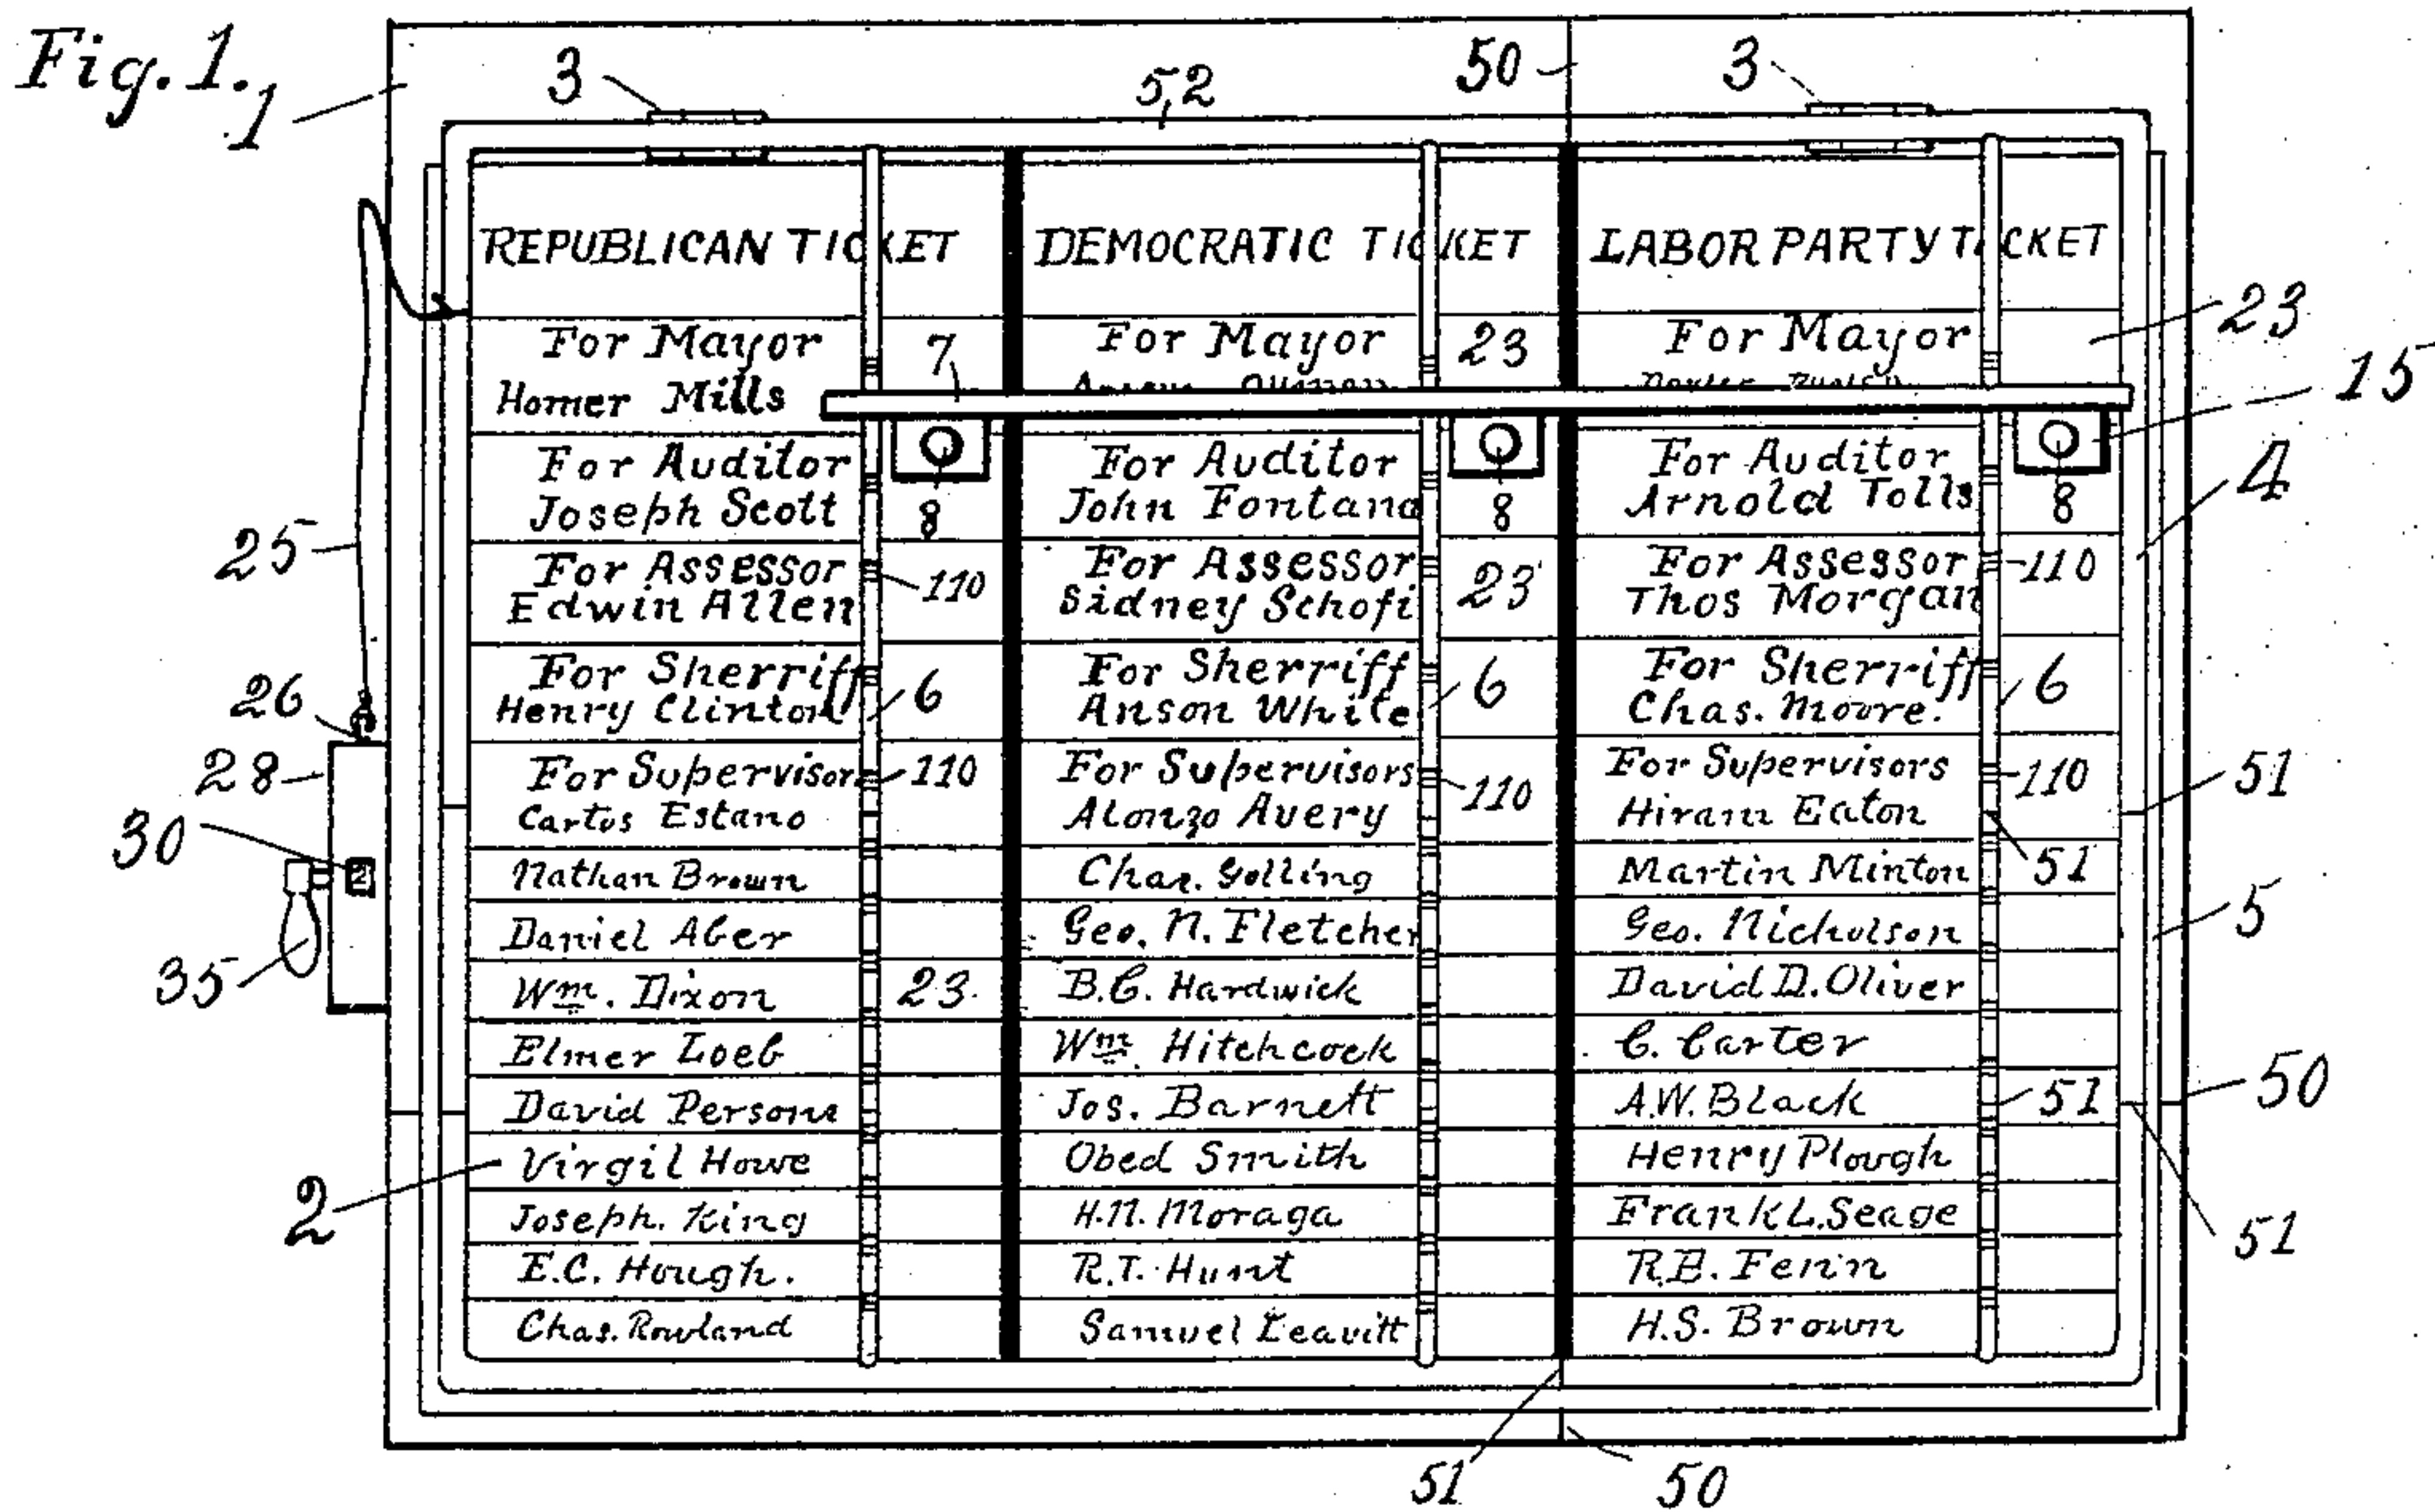 Fig. 1.
1
3
52
50
3
REPUBLICAN TICKET
DEMOCRATIC TICKET
LABOR PARTY TICKET
For Mayor
7
For Mayor
23
For Mayor
23
Homer Mills
15
For Auditor
For Auditor
For Auditor
4
Joseph Scott
8
John Fontana
8
Arnold Tolls
8
25
For Assessor
110
For Assessor
23
For Assessor
110
Edwin Allen
Sidney Schofi
Thos Morgan
26
For Sherriff
6
For Sherriff
6
For Sherriff
6
Henry Clinton
Anson White
Chas. Moore.
28
For Supervisors
110
For Supervisors
110
For Supervisors
110
51
Cartos Estano
Alonzo Avery
Hiram Eaton
30
2
Nathan Brown
Chas. Golling
Martin Minton
51
5
Daniel Aber
Geo. N. Fletcher
Geo. Nicholson
35
Wm. Dixon
23
B.C. Hardwick
David D. Oliver
Elmer Loeb
Wm Hitchcock
C. Carter
50
David Persons
Jos. Barnett
A.W. Black
51
2
Virgil Howe
Obed Smith
Henry Plough
Joseph. King
H.N. Moraga
Frank L. Seage
51
E.C. Hough.
R.T. Hunt
R.B. Fenn
Chas. Rowland
Samuel Leavitt
H.S. Brown
51
50